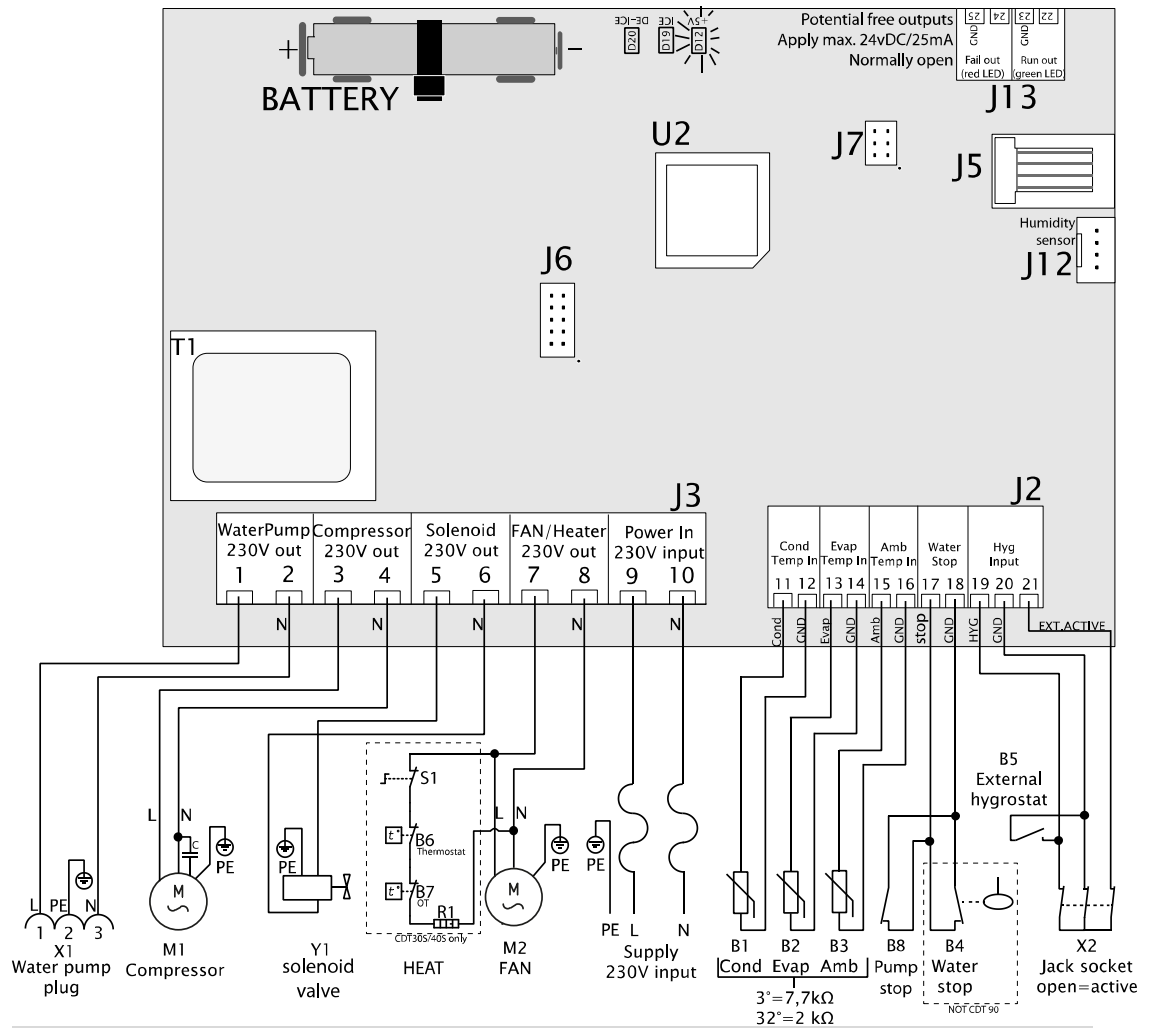 DE-ICE
ICE
+5V
D20
D19
D12
Potential free outputs
Apply max. 24vDC/25mA
Normally open
25 24 23 22
GND GND
Fail out
(red LED)
Run out
(green LED)
J13
+ -
BATTERY
U2
J7
J5
Humidity
sensor
J12
J6
T1
J3
WaterPump
230V out
1 2
Compressor
230V out
3 4
Solenoid
230V out
5 6
FAN/Heater
230V out
7 8
Power In
230V input
9 10
N N N N N
J2
Cond
Temp In
11 12
Evap
Temp In
13 14
Amb
Temp In
15 16
Water
Stop
17 18
Hyg
Input
19 20 21
Cond
GND
Evap
GND
Amb
GND
stop
GND
HYG
GND
EXT.ACTIVE
L PE N
1 2 3
X1
Water pump
plug
L N
C
PE
M
M1
Compressor
PE
Y1
solenoid
valve
S1
t°
B6
Thermostat
t°
B7
OT
R1
CDT30S/40S only
HEAT
L N
PE
M
M2
FAN
PE
PE L N
Supply
230V input
B1
Cond
B2
Evap
B3
Amb
3°=7,7kΩ
32°=2 kΩ
B8
Pump
stop
B4
Water
stop
NOT CDT 90
B5
External
hygrostat
X2
Jack socket
open=active